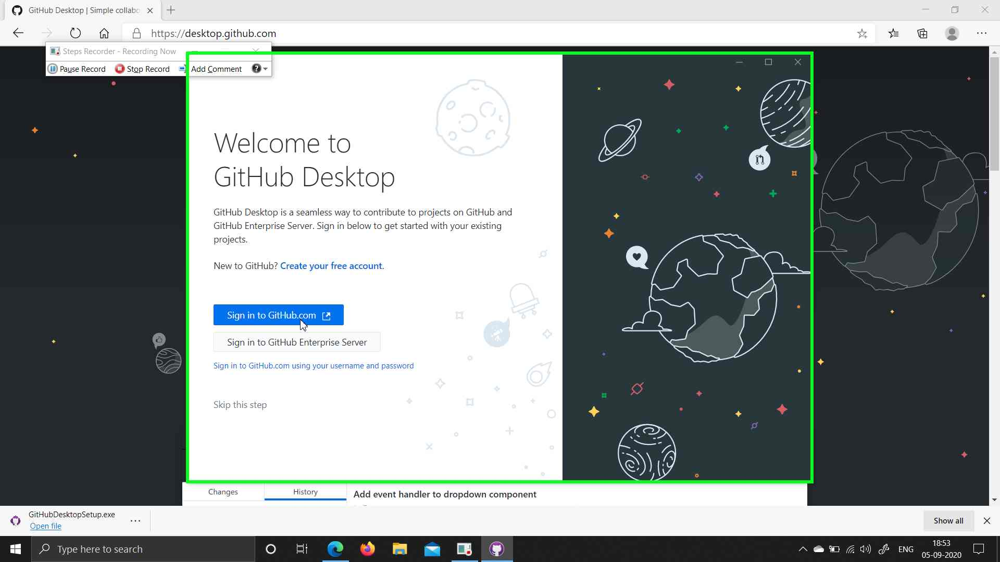 GitHub Desktop | Simple collabo
https://desktop.github.com
Steps Recorder - Recording Now
Pause Record
Stop Record
Add Comment
Welcome to
GitHub Desktop
GitHub Desktop is a seamless way to contribute to projects on GitHub and
GitHub Enterprise Server. Sign in below to get started with your existing
projects.
New to GitHub? Create your free account.
Sign in to GitHub.com
Sign in to GitHub Enterprise Server
Sign in to GitHub.com using your username and password
Skip this step
Changes
History
Add event handler to dropdown component
GitHubDesktopSetup.exe
Open file
Show all
Type here to search
ENG
18:53
05-09-2020